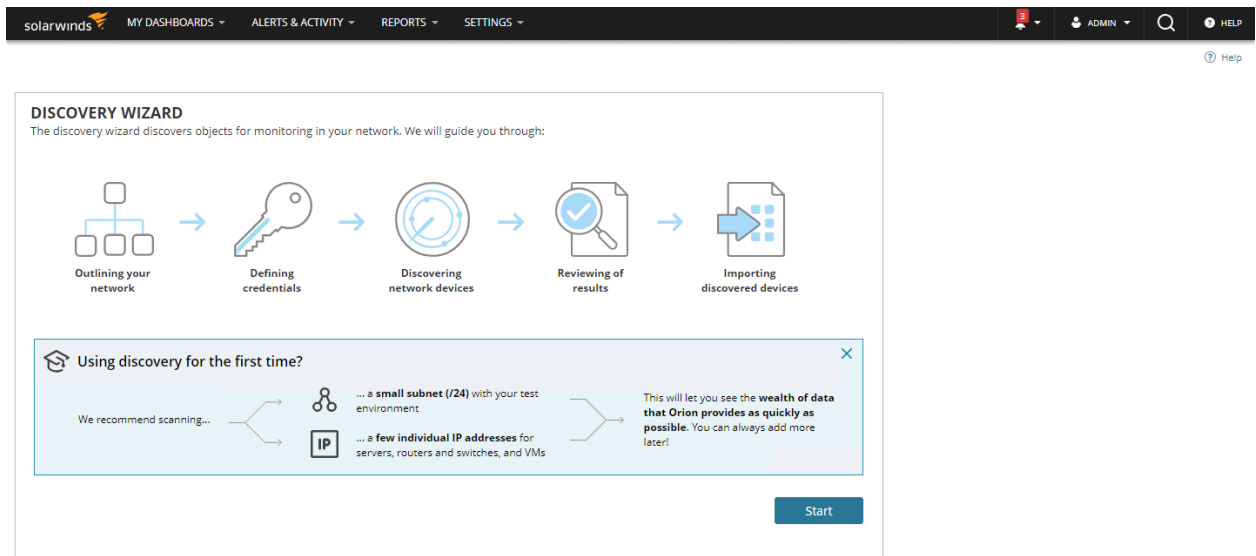 solarwinds MY DASHBOARDS ALERTS & ACTIVITY REPORTS SETTINGS 3 ADMIN ? HELP
? Help
DISCOVERY WIZARD
The discovery wizard discovers objects for monitoring in your network. We will guide you through:
Outlining your
network
Defining
credentials
Discovering
network devices
Reviewing of
results
Importing
discovered devices
Using discovery for the first time?
We recommend scanning...
... a small subnet (/24) with your test
environment
IP
... a few individual IP addresses for
servers, routers and switches, and VMs
This will let you see the wealth of data
that Orion provides as quickly as
possible. You can always add more
later!
Start